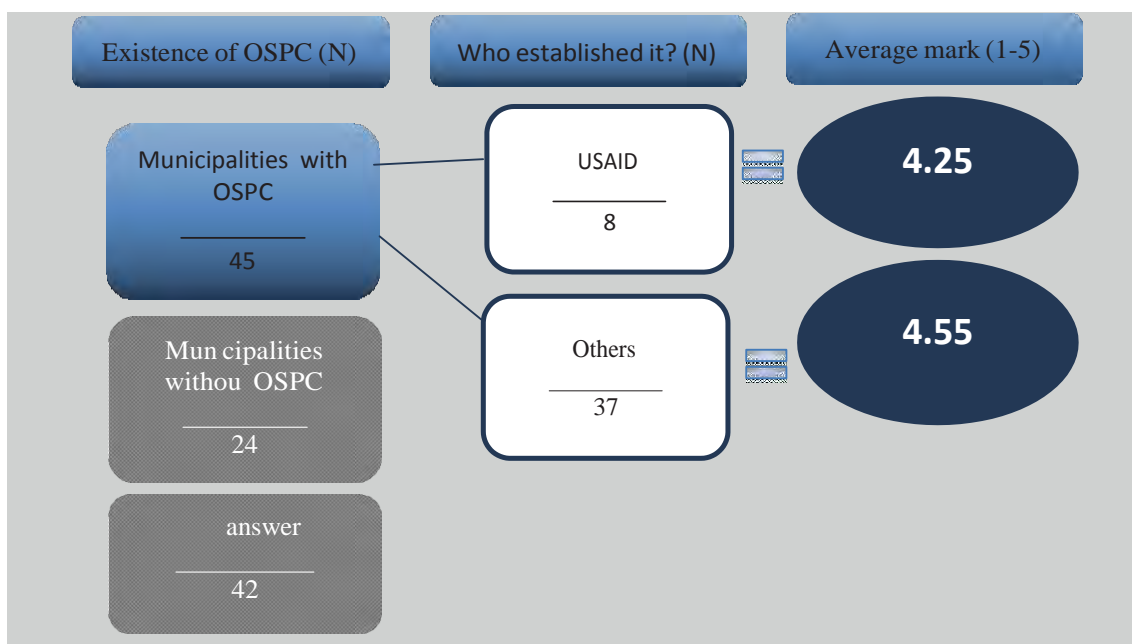 Existence of OSPC (N)
Who established it? (N)
Average mark (1-5)
Municipalities with
OSPC
45
USAID
8
4.25
Others
37
4.55
Mun cipalities
withou OSPC
24
answer
42